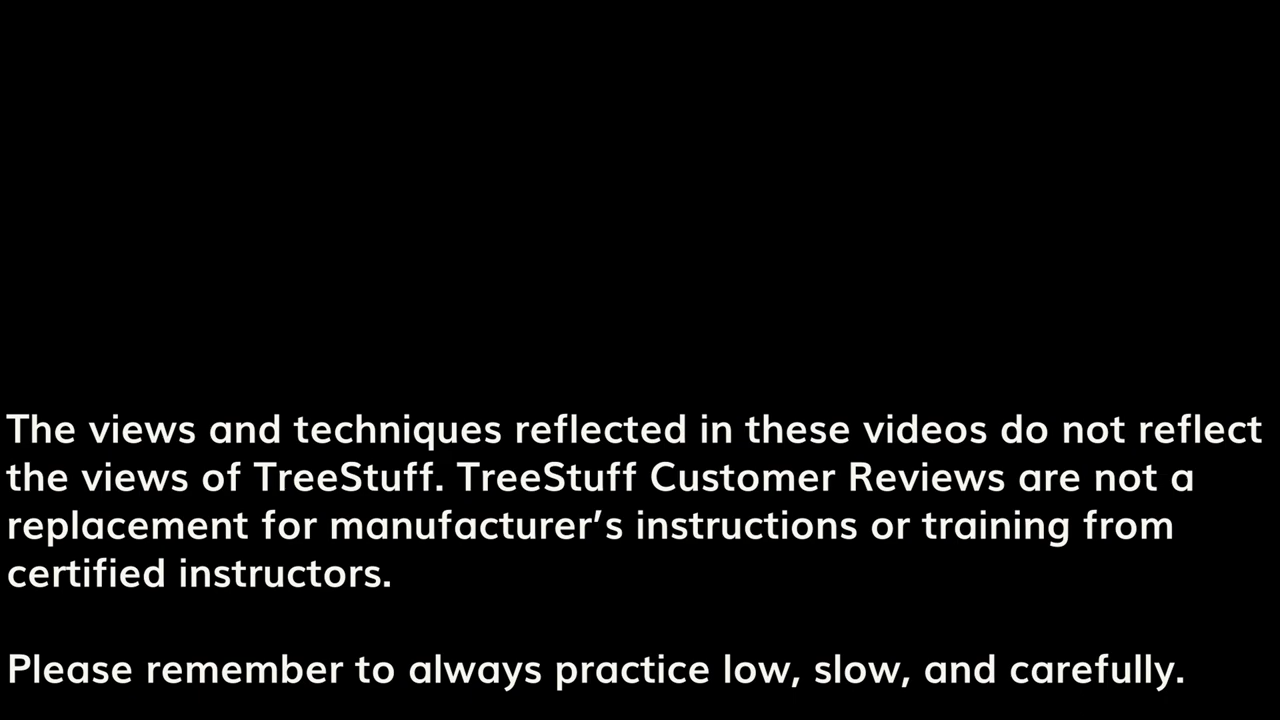 The views and techniques reflected in these videos do not reflect
the views of TreeStuff. TreeStuff Customer Reviews are not a
replacement for manufacturer’s instructions or training from
certified instructors.
Please remember to always practice low, slow, and carefully.